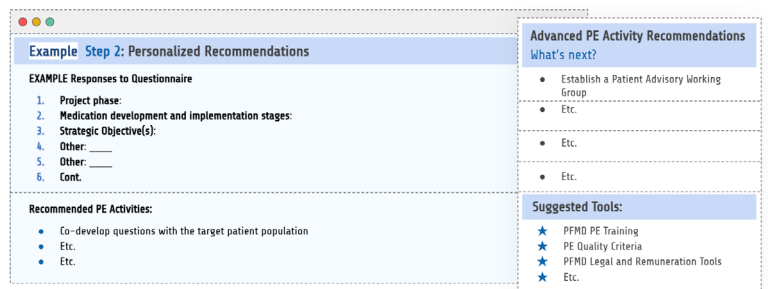 Example Step 2: Personalized Recommendations
EXAMPLE Responses to Questionnaire
1. Project phase:
2. Medication development and implementation stages:
3. Strategic Objective(s):
4. Other: ____
5. Other: ____
6. Cont.
Recommended PE Activities:
● Co-develop questions with the target patient population
● Etc.
● Etc.
Advanced PE Activity Recommendations
What's next?
● Establish a Patient Advisory Working
Group
● Etc.
● Etc.
● Etc.
Suggested Tools:
★ PFMD PE Training
★ PE Quality Criteria
★ PFMD Legal and Remuneration Tools
★ Etc.